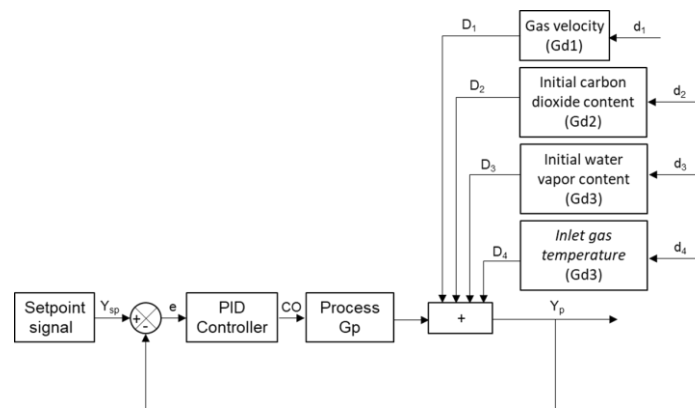 D1
Gas velocity
(Gd1)
d1
D2
Initial carbon
dioxide content
(Gd2)
d2
D3
Initial water
vapor content
(Gd3)
d3
D4
Inlet gas
temperature
(Gd3)
d4
Setpoint
signal
Ysp
+
-
e
PID
Controller
CO
Process
Gp
+
Yp